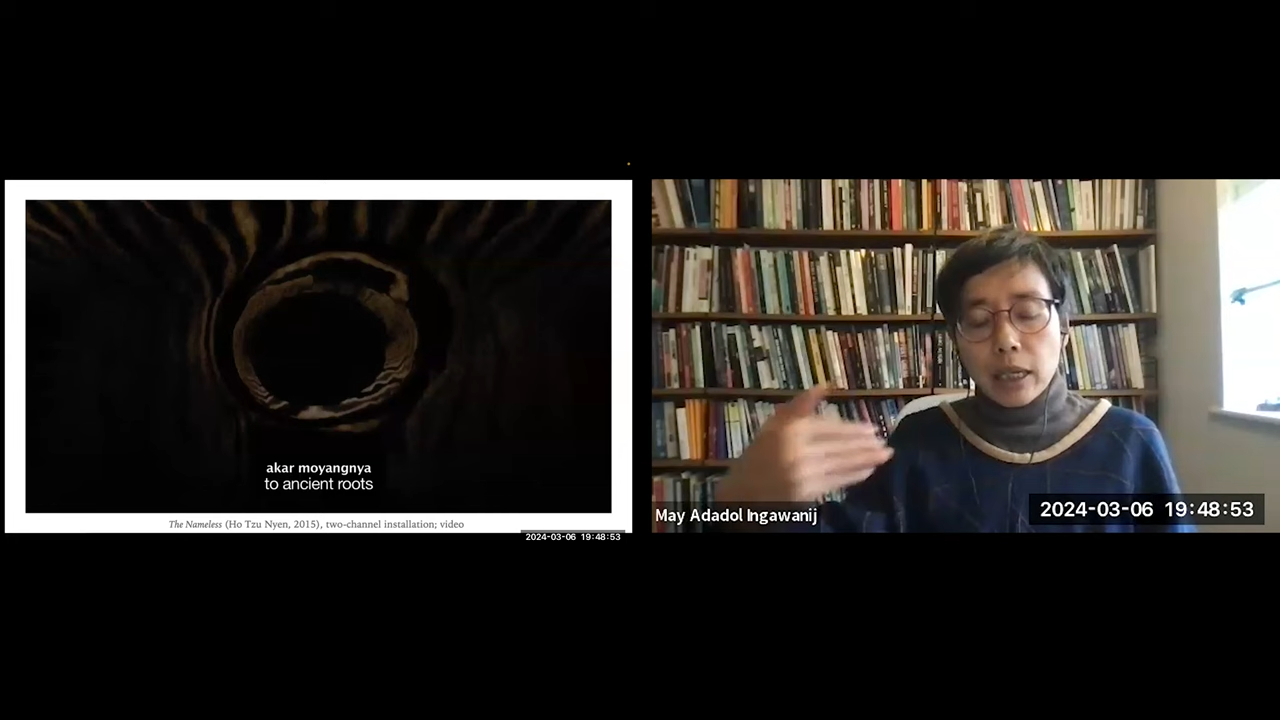 akar moyangnya
to ancient roots
The Nameless (Ho Tzu Nyen, 2015), two-channel installation; video
2024-03-06 19:48:53
May Adadol Ingawanij
2024-03-06 19:48:53